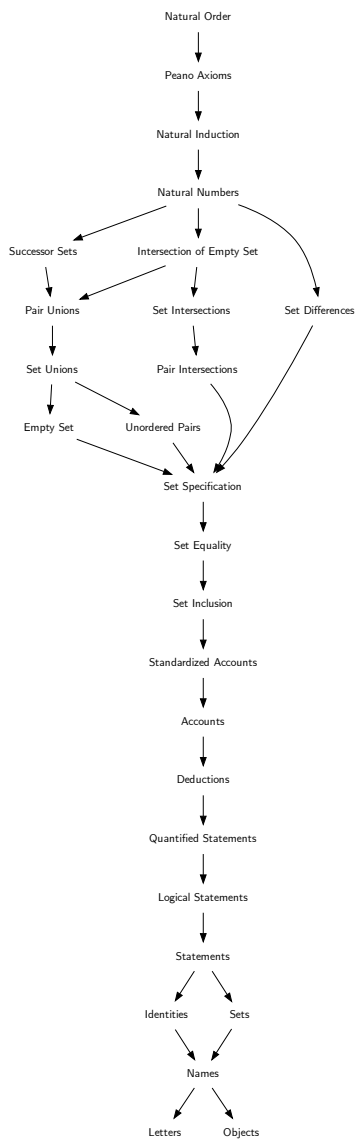 Natural Order
Peano Axioms
Natural Induction
Natural Numbers
Successor Sets
Intersection of Empty Set
Pair Unions
Set Intersections
Set Differences
Set Unions
Pair Intersections
Empty Set
Unordered Pairs
Set Specification
Set Equality
Set Inclusion
Standardized Accounts
Accounts
Deductions
Quantified Statements
Logical Statements
Statements
Identities
Sets
Names
Letters
Objects